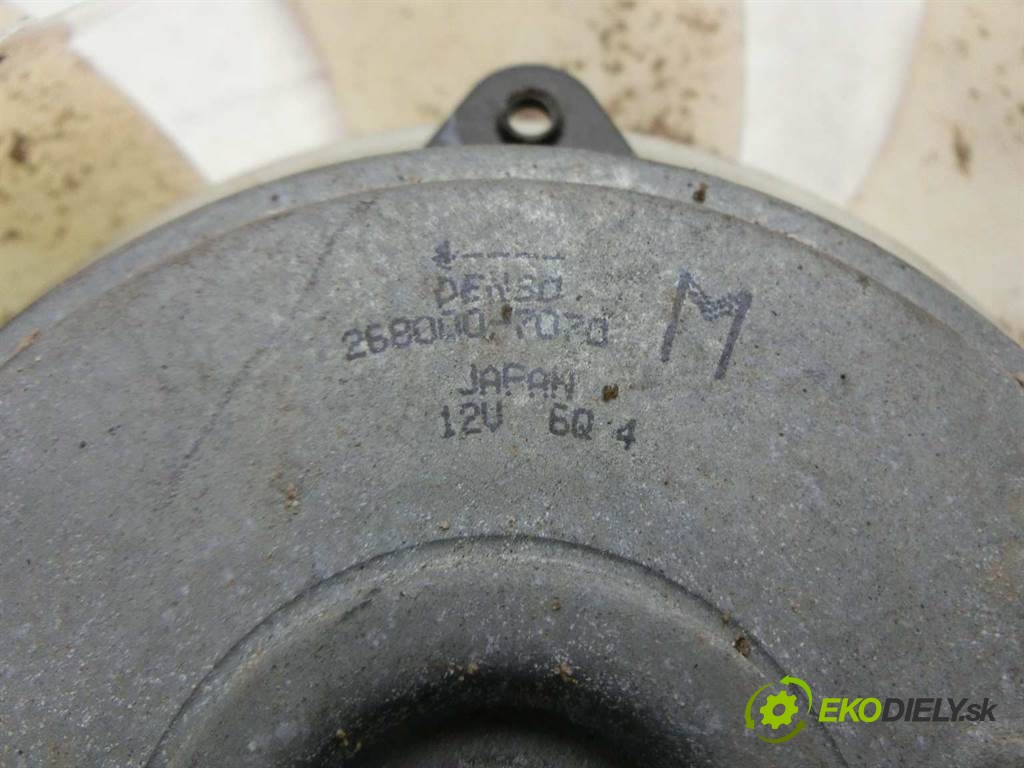 DENSO
268000-7070
M
JAPAN
12V 6Q 4
EKODIELY.sk